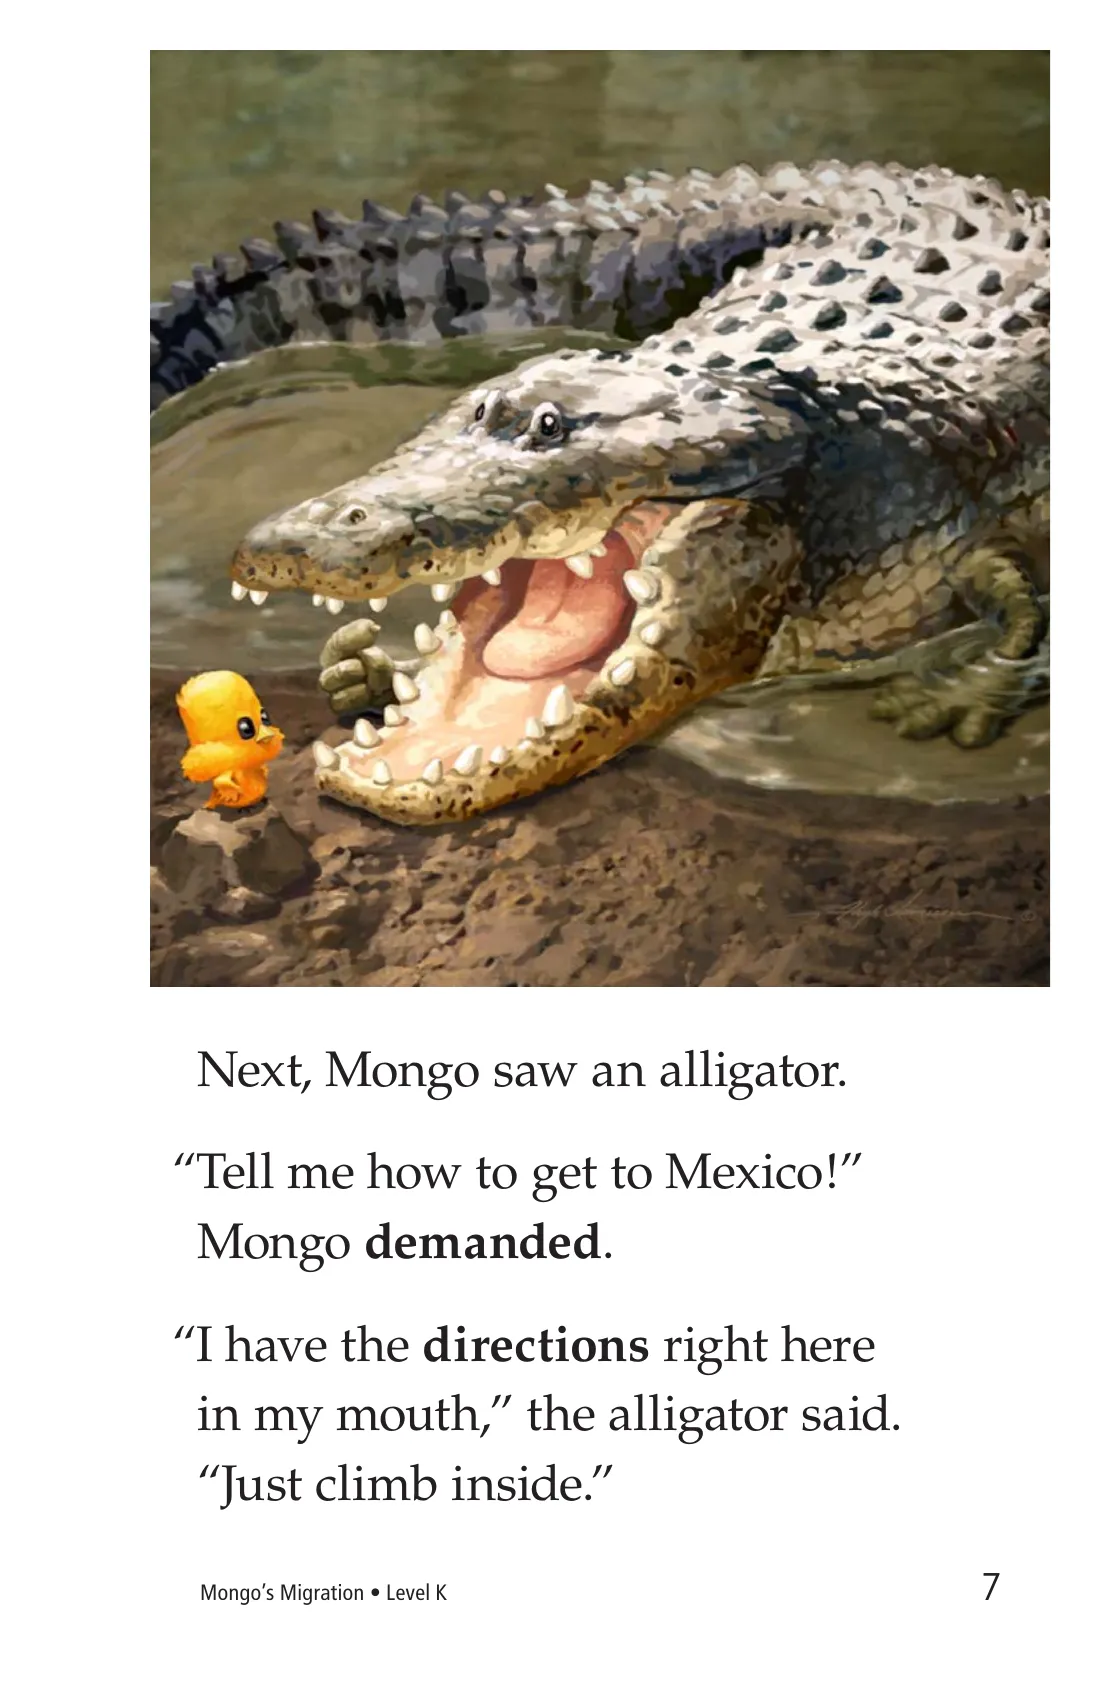 Next, Mongo saw an alligator.
“Tell me how to get to Mexico!”
Mongo demanded.
“I have the directions right here
in my mouth,” the alligator said.
“Just climb inside.”
Mongo’s Migration • Level K
7